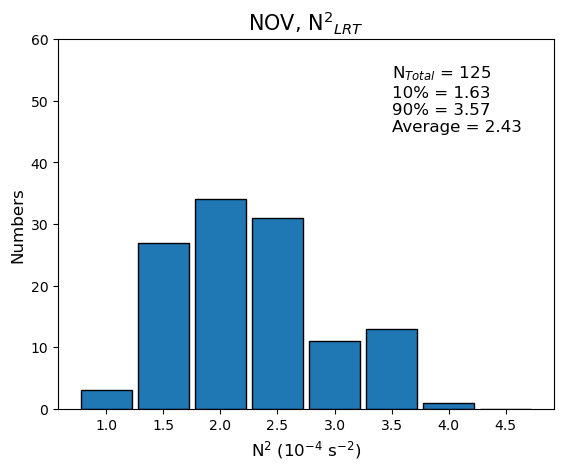 NOV, N²_LRT
60
50
40
30
20
10
0
Numbers
N_Total = 125
10% = 1.63
90% = 3.57
Average = 2.43
1.0 1.5 2.0 2.5 3.0 3.5 4.0 4.5
N² (10⁻⁴ s⁻²)